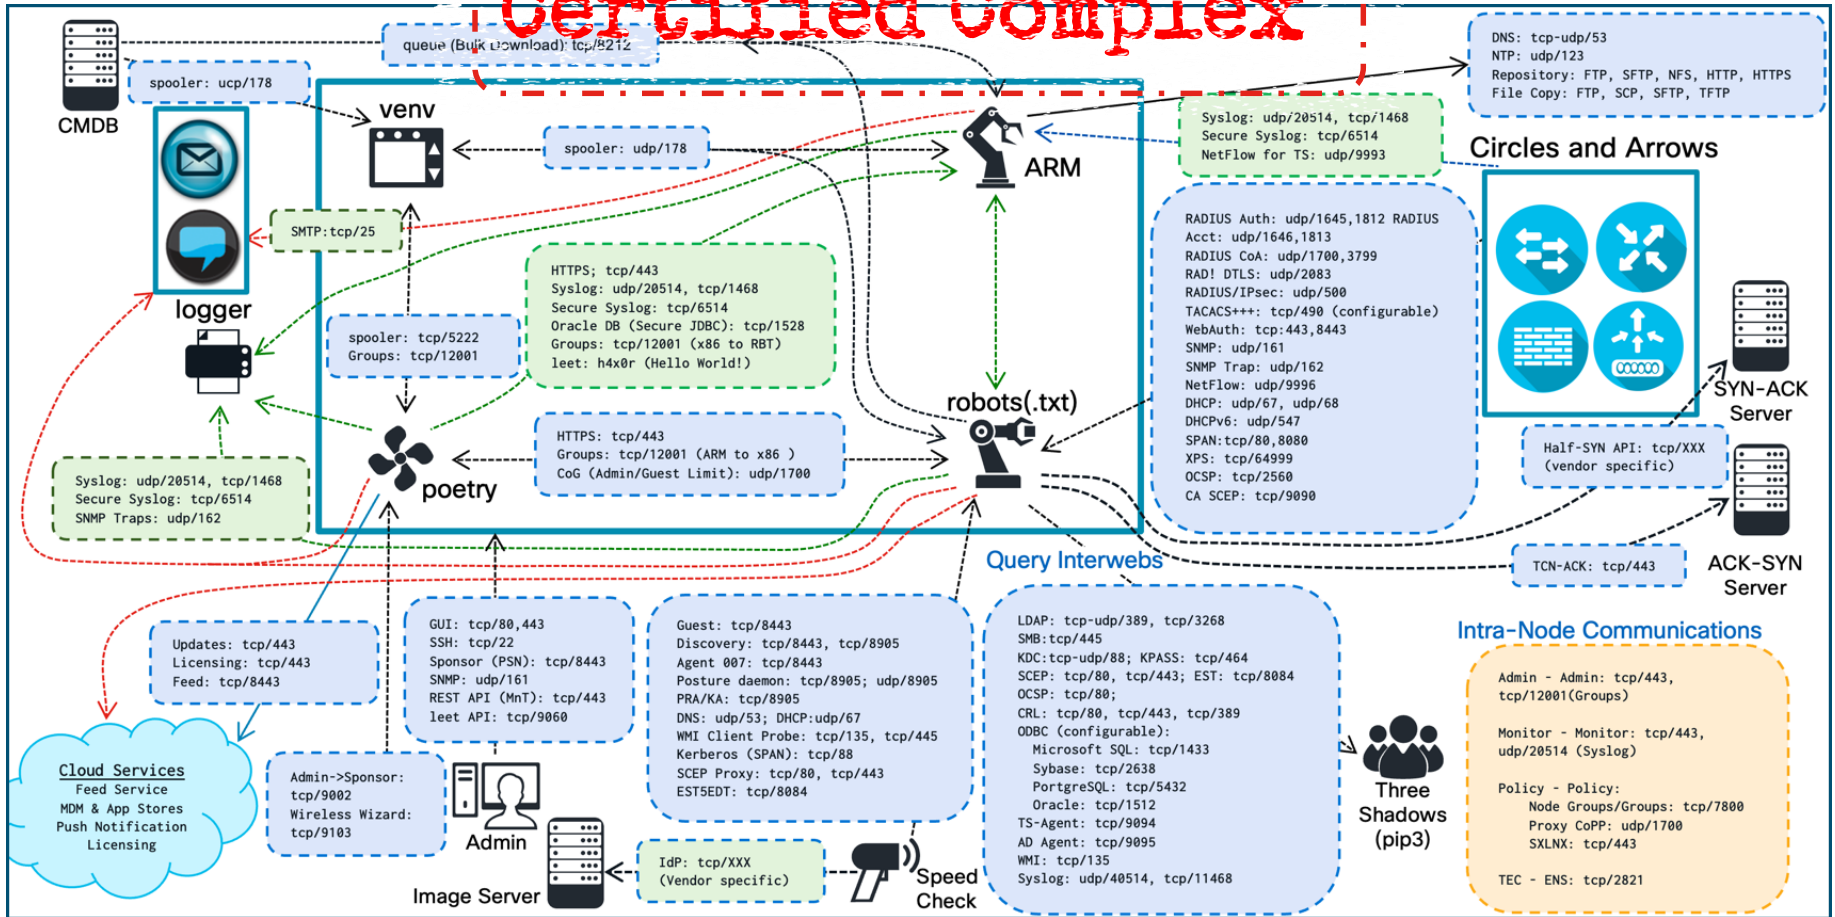 Certified Complex
queue (Bulk Download): tcp/8212
CMDB
spooler: ucp/178
venv
spooler: udp/178
ARM
DNS: tcp-udp/53
NTP: udp/123
Repository: FTP, SFTP, NFS, HTTP, HTTPS
File Copy: FTP, SCP, SFTP, TFTP
Syslog: udp/20514, tcp/1468
Secure Syslog: tcp/6514
NetFlow for TS: udp/9993
Circles and Arrows
SMTP:tcp/25
logger
HTTPS; tcp/443
Syslog: udp/20514, tcp/1468
Secure Syslog: tcp/6514
Oracle DB (Secure JDBC): tcp/1528
Groups: tcp/12001 (x86 to RBT)
leet: h4x0r (Hello World!)
spooler: tcp/5222
Groups: tcp/12001
RADIUS Auth: udp/1645,1812 RADIUS
Acct: udp/1646,1813
RADIUS CoA: udp/1700,3799
RAD! DTLS: udp/2083
RADIUS/IPsec: udp/500
TACACS+++: tcp/490 (configurable)
WebAuth: tcp:443,8443
SNMP: udp/161
SNMP Trap: udp/162
NetFlow: udp/9996
DHCP: udp/67, udp/68
DHCPv6: udp/547
SPAN:tcp/80,8080
XPS: tcp/64999
OCSP: tcp/2560
CA SCEP: tcp/9090
SYN-ACK
Server
robots(.txt)
HTTPS: tcp/443
Groups: tcp/12001 (ARM to x86 )
CoG (Admin/Guest Limit): udp/1700
poetry
Half-SYN API: tcp/XXX
(vendor specific)
Syslog: udp/20514, tcp/1468
Secure Syslog: tcp/6514
SNMP Traps: udp/162
Query Interwebs
TCN-ACK: tcp/443
ACK-SYN
Server
Updates: tcp/443
Licensing: tcp/443
Feed: tcp/8443
GUI: tcp/80,443
SSH: tcp/22
Sponsor (PSN): tcp/8443
SNMP: udp/161
REST API (MnT): tcp/443
leet API: tcp/9060
Guest: tcp/8443
Discovery: tcp/8443, tcp/8905
Agent 007: tcp/8443
Posture daemon: tcp/8905; udp/8905
PRA/KA: tcp/8905
DNS: udp/53; DHCP:udp/67
WMI Client Probe: tcp/135, tcp/445
Kerberos (SPAN): tcp/88
SCEP Proxy: tcp/80, tcp/443
EST5EDT: tcp/8084
LDAP: tcp-udp/389, tcp/3268
SMB:tcp/445
KDC:tcp-udp/88; KPASS: tcp/464
SCEP: tcp/80, tcp/443; EST: tcp/8084
OCSP: tcp/80;
CRL: tcp/80, tcp/443, tcp/389
ODBC (configurable):
Microsoft SQL: tcp/1433
Sybase: tcp/2638
PortgreSQL: tcp/5432
Oracle: tcp/1512
TS-Agent: tcp/9094
AD Agent: tcp/9095
WMI: tcp/135
Syslog: udp/40514, tcp/11468
Three
Shadows
(pip3)
Intra-Node Communications
Admin - Admin: tcp/443,
tcp/12001(Groups)
Monitor - Monitor: tcp/443,
udp/20514 (Syslog)
Policy - Policy:
Node Groups/Groups: tcp/7800
Proxy CoPP: udp/1700
SXLNX: tcp/443
TEC - ENS: tcp/2821
Cloud Services
Feed Service
MDM & App Stores
Push Notification
Licensing
Admin->Sponsor:
tcp/9002
Wireless Wizard:
tcp/9103
Admin
Image Server
IdP: tcp/XXX
(Vendor specific)
Speed
Check